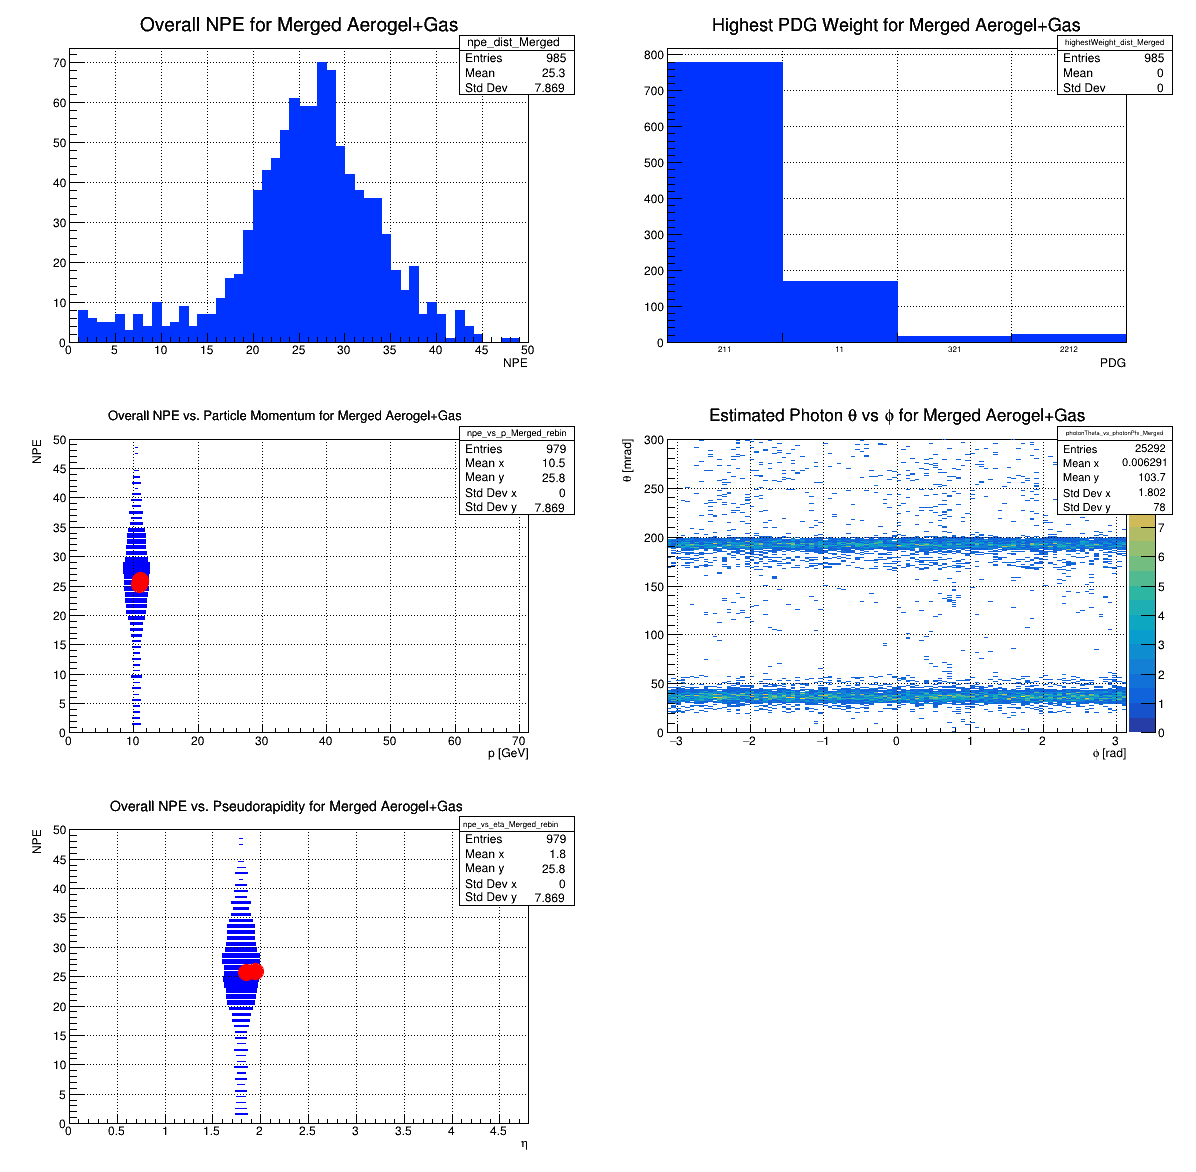 Overall NPE for Merged Aerogel+Gas
npe_dist_Merged
Entries 985
Mean 25.3
Std Dev 7.869
70
60
50
40
30
20
10
0
0 5 10 15 20 25 30 35 40 45 50
NPE
Highest PDG Weight for Merged Aerogel+Gas
highestWeight_dist_Merged
Entries 985
Mean 0
Std Dev 0
800
700
600
500
400
300
200
100
0
211 11 321 2212
PDG
Overall NPE vs. Particle Momentum for Merged Aerogel+Gas
npe_vs_p_Merged_rebin
Entries 979
Mean x 10.5
Mean y 25.8
Std Dev x 0
Std Dev y 7.869
NPE
50
45
40
35
30
25
20
15
10
5
0
0 10 20 30 40 50 60 70
p [GeV]
Estimated Photon θ vs ϕ for Merged Aerogel+Gas
photonTheta_vs_photonPhi_Merged
Entries 25292
Mean x 0.006291
Mean y 103.7
Std Dev x 1.802
Std Dev y 78
θ [mrad]
300
250
200
150
100
50
0
−3 −2 −1 0 1 2 3
ϕ [rad]
7
6
5
4
3
2
1
0
Overall NPE vs. Pseudorapidity for Merged Aerogel+Gas
npe_vs_eta_Merged_rebin
Entries 979
Mean x 1.8
Mean y 25.8
Std Dev x 0
Std Dev y 7.869
NPE
50
45
40
35
30
25
20
15
10
5
0
0 0.5 1 1.5 2 2.5 3 3.5 4 4.5
η